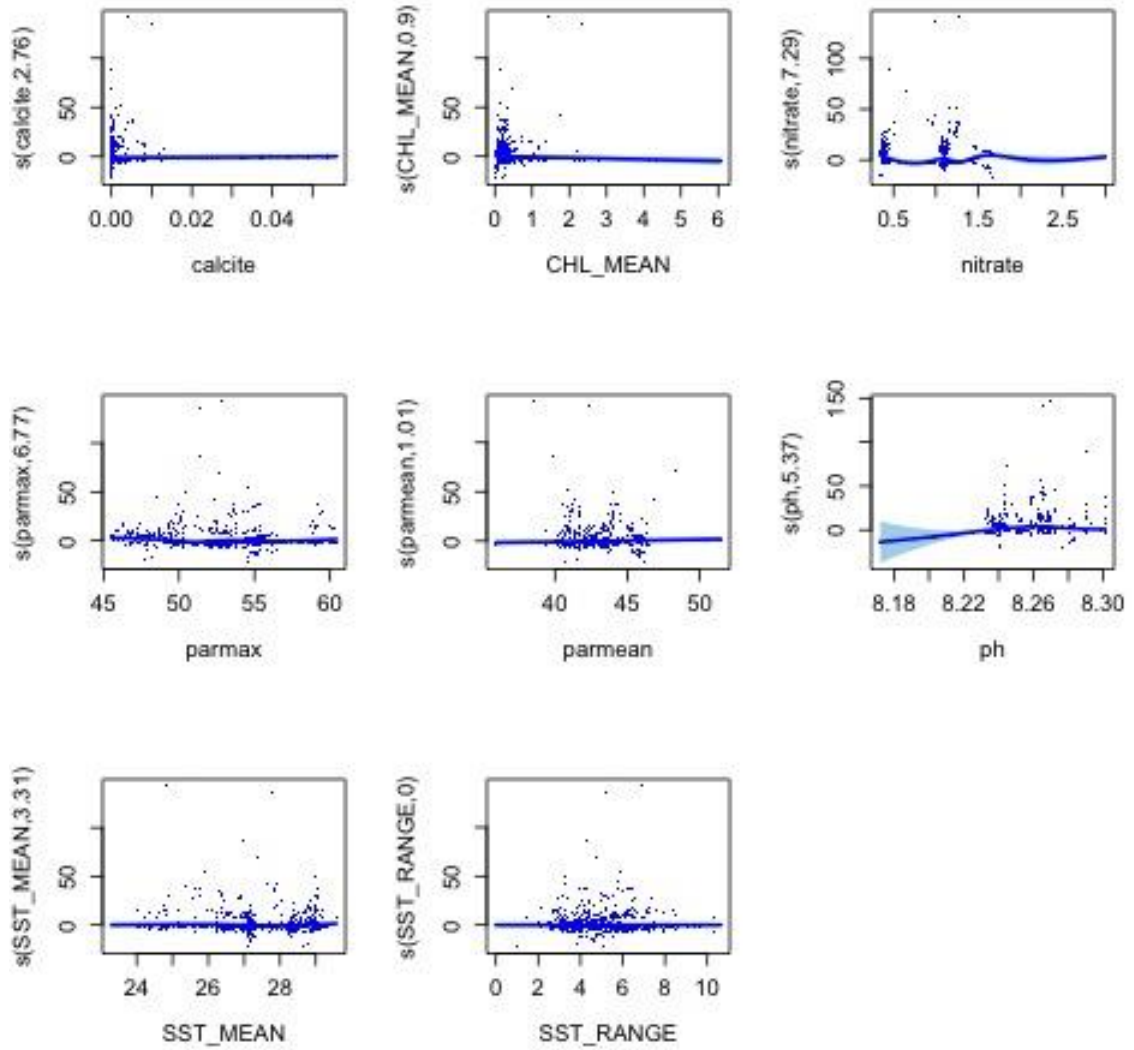 s(calcite,2.76)
50
0
0.00 0.02 0.04
calcite
s(CHL_MEAN,0.9)
50
0
0 1 2 3 4 5 6
CHL_MEAN
s(nitrate,7.29)
100
50
0
0.5 1.5 2.5
nitrate
s(parmax,6.77)
50
0
45 50 55 60
parmax
s(parmean,1.01)
50
0
40 45 50
parmean
s(ph,5.37)
150
50
0
8.18 8.22 8.26 8.30
ph
s(SST_MEAN,3.31)
50
0
24 26 28
SST_MEAN
s(SST_RANGE,0)
50
0
0 2 4 6 8 10
SST_RANGE